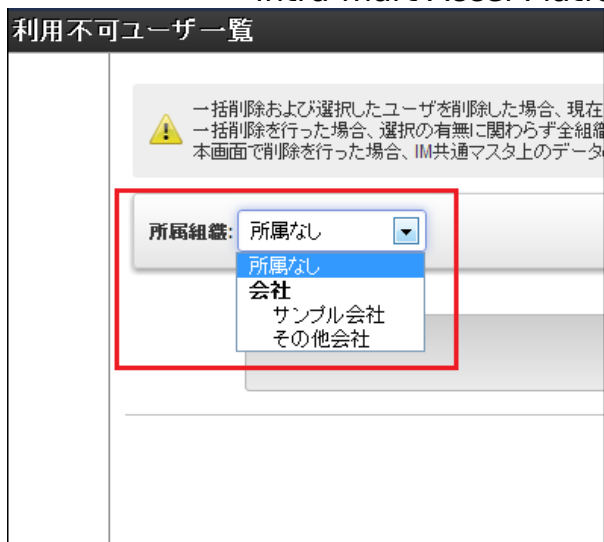 利用不可ユーザ一覧
一括削除および選択したユーザを削除した場合、現在
一括削除を行った場合、選択の有無に関わらず全組織
本画面で削除を行った場合、IM共通マスタ上のデータ
所属組織: 所属なし
所属なし
会社
サンプル会社
その他会社